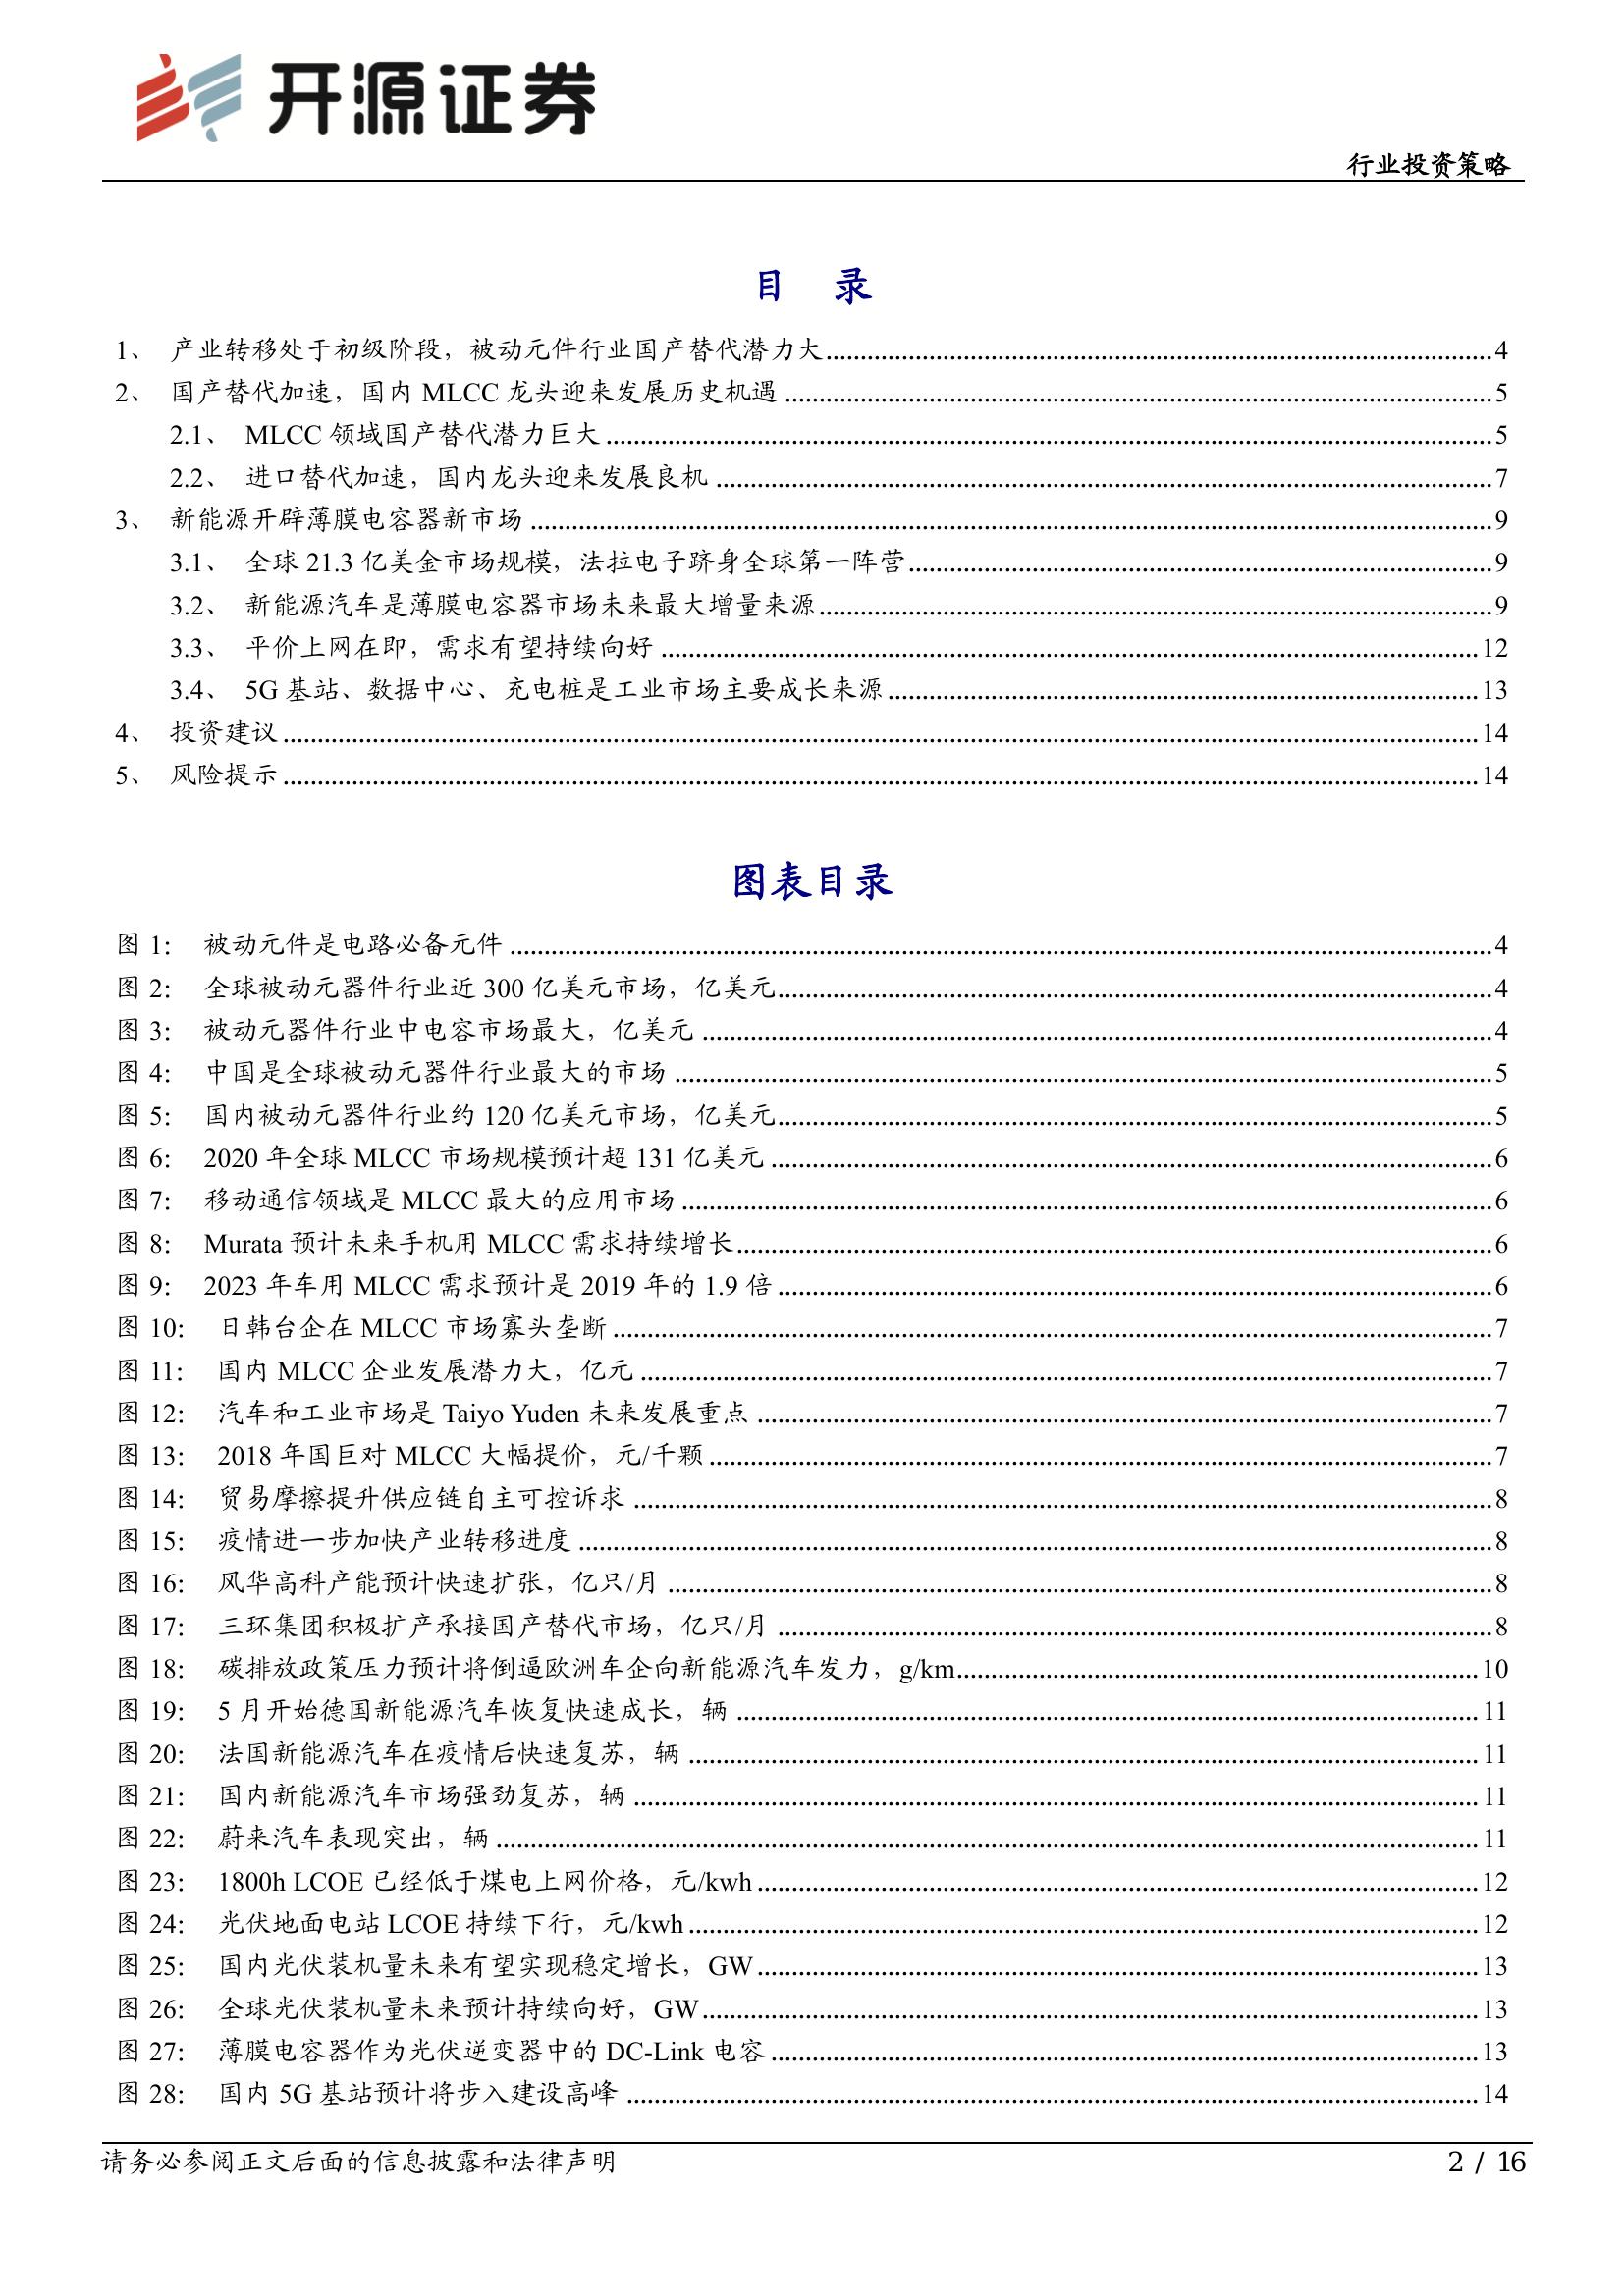 开源证券
行业投资策略
目 录
1、 产业转移处于初级阶段，被动元件行业国产替代潜力大 4
2、 国产替代加速，国内 MLCC 龙头迎来发展历史机遇 5
2.1、 MLCC 领域国产替代潜力巨大 5
2.2、 进口替代加速，国内龙头迎来发展良机 7
3、 新能源开辟薄膜电容器新市场 9
3.1、 全球 21.3 亿美金市场规模，法拉电子跻身全球第一阵营 9
3.2、 新能源汽车是薄膜电容器市场未来最大增量来源 9
3.3、 平价上网在即，需求有望持续向好 12
3.4、 5G 基站、数据中心、充电桩是工业市场主要成长来源 13
4、 投资建议 14
5、 风险提示 14
图表目录
图 1： 被动元件是电路必备元件 4
图 2： 全球被动元器件行业近 300 亿美元市场，亿美元 4
图 3： 被动元器件行业中电容市场最大，亿美元 4
图 4： 中国是全球被动元器件行业最大的市场 5
图 5： 国内被动元器件行业约 120 亿美元市场，亿美元 5
图 6： 2020 年全球 MLCC 市场规模预计超 131 亿美元 6
图 7： 移动通信领域是 MLCC 最大的应用市场 6
图 8： Murata 预计未来手机用 MLCC 需求持续增长 6
图 9： 2023 年车用 MLCC 需求预计是 2019 年的 1.9 倍 6
图 10： 日韩台企在 MLCC 市场寡头垄断 7
图 11： 国内 MLCC 企业发展潜力大，亿元 7
图 12： 汽车和工业市场是 Taiyo Yuden 未来发展重点 7
图 13： 2018 年国巨对 MLCC 大幅提价，元/千颗 7
图 14： 贸易摩擦提升供应链自主可控诉求 8
图 15： 疫情进一步加快产业转移进度 8
图 16： 风华高科产能预计快速扩张，亿只/月 8
图 17： 三环集团积极扩产承接国产替代市场，亿只/月 8
图 18： 碳排放政策压力预计将倒逼欧洲车企向新能源汽车发力，g/km 10
图 19： 5 月开始德国新能源汽车恢复快速成长，辆 11
图 20： 法国新能源汽车在疫情后快速复苏，辆 11
图 21： 国内新能源汽车市场强劲复苏，辆 11
图 22： 蔚来汽车表现突出，辆 11
图 23： 1800h LCOE 已经低于煤电上网价格，元/kwh 12
图 24： 光伏地面电站 LCOE 持续下行，元/kwh 12
图 25： 国内光伏装机量未来有望实现稳定增长，GW 13
图 26： 全球光伏装机量未来预计持续向好，GW 13
图 27： 薄膜电容器作为光伏逆变器中的 DC-Link 电容 13
图 28： 国内 5G 基站预计将步入建设高峰 14
请务必参阅正文后面的信息披露和法律声明 2 / 16